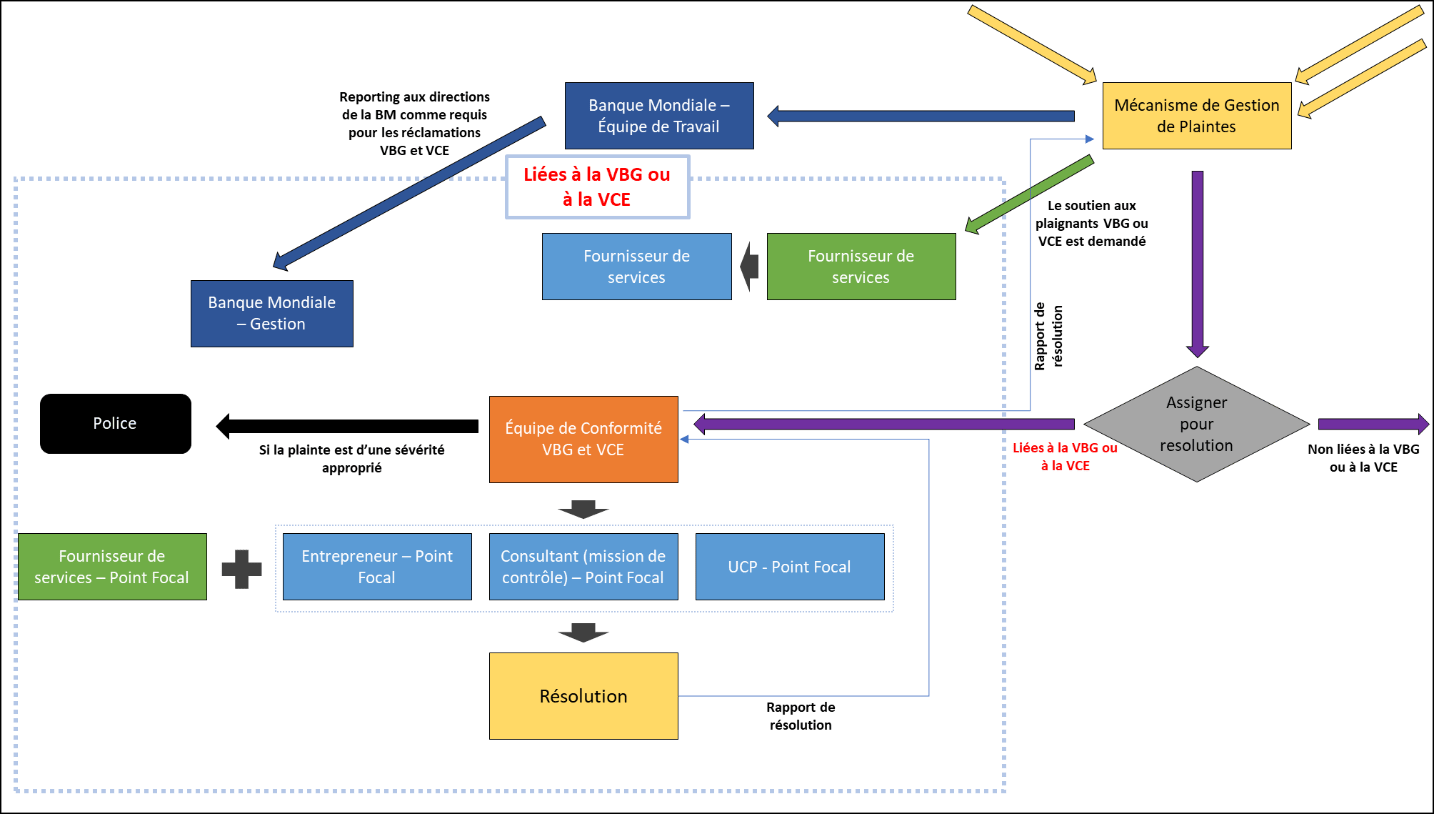 Reporting aux directions
de la BM comme requis
pour les réclamations
VBG et VCE
Banque Mondiale –
Équipe de Travail
Mécanisme de Gestion
de Plaintes
Liées à la VBG ou
à la VCE
Le soutien aux
plaignants VBG ou
VCE est demandé
Fournisseur de
services
Fournisseur de
services
Banque Mondiale
– Gestion
Rapport de
résolution
Police
Si la plainte est d’une sévérité
approprié
Équipe de Conformité
VBG et VCE
Liées à la VBG ou
à la VCE
Assigner
pour
resolution
Non liées à la VBG
ou à la VCE
Fournisseur de
services – Point Focal
Entrepreneur – Point
Focal
Consultant (mission de
contrôle) – Point Focal
UCP - Point Focal
Résolution
Rapport de
résolution